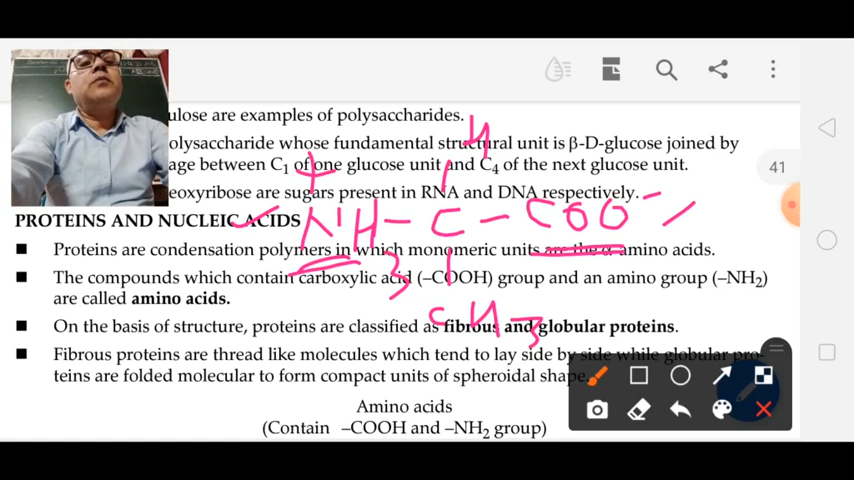 ulose are examples of polysaccharides.
olysaccharide whose fundamental structural unit is β-D-glucose joined by
age between C₁ of one glucose unit and C₄ of the next glucose unit.
41
eoxyribose are sugars present in RNA and DNA respectively.
PROTEINS AND NUCLEIC ACIDS
■ Proteins are condensation polymers in which monomeric units are the α amino acids.
■ The compounds which contain carboxylic acid (–COOH) group and an amino group (–NH₂)
are called amino acids.
■ On the basis of structure, proteins are classified as fibrous and globular proteins.
■ Fibrous proteins are thread like molecules which tend to lay side by side while globular pro-
teins are folded molecular to form compact units of spheroidal shape.
Amino acids
(Contain –COOH and –NH₂ group)
H
+
NH3 – C – COO–
CH3